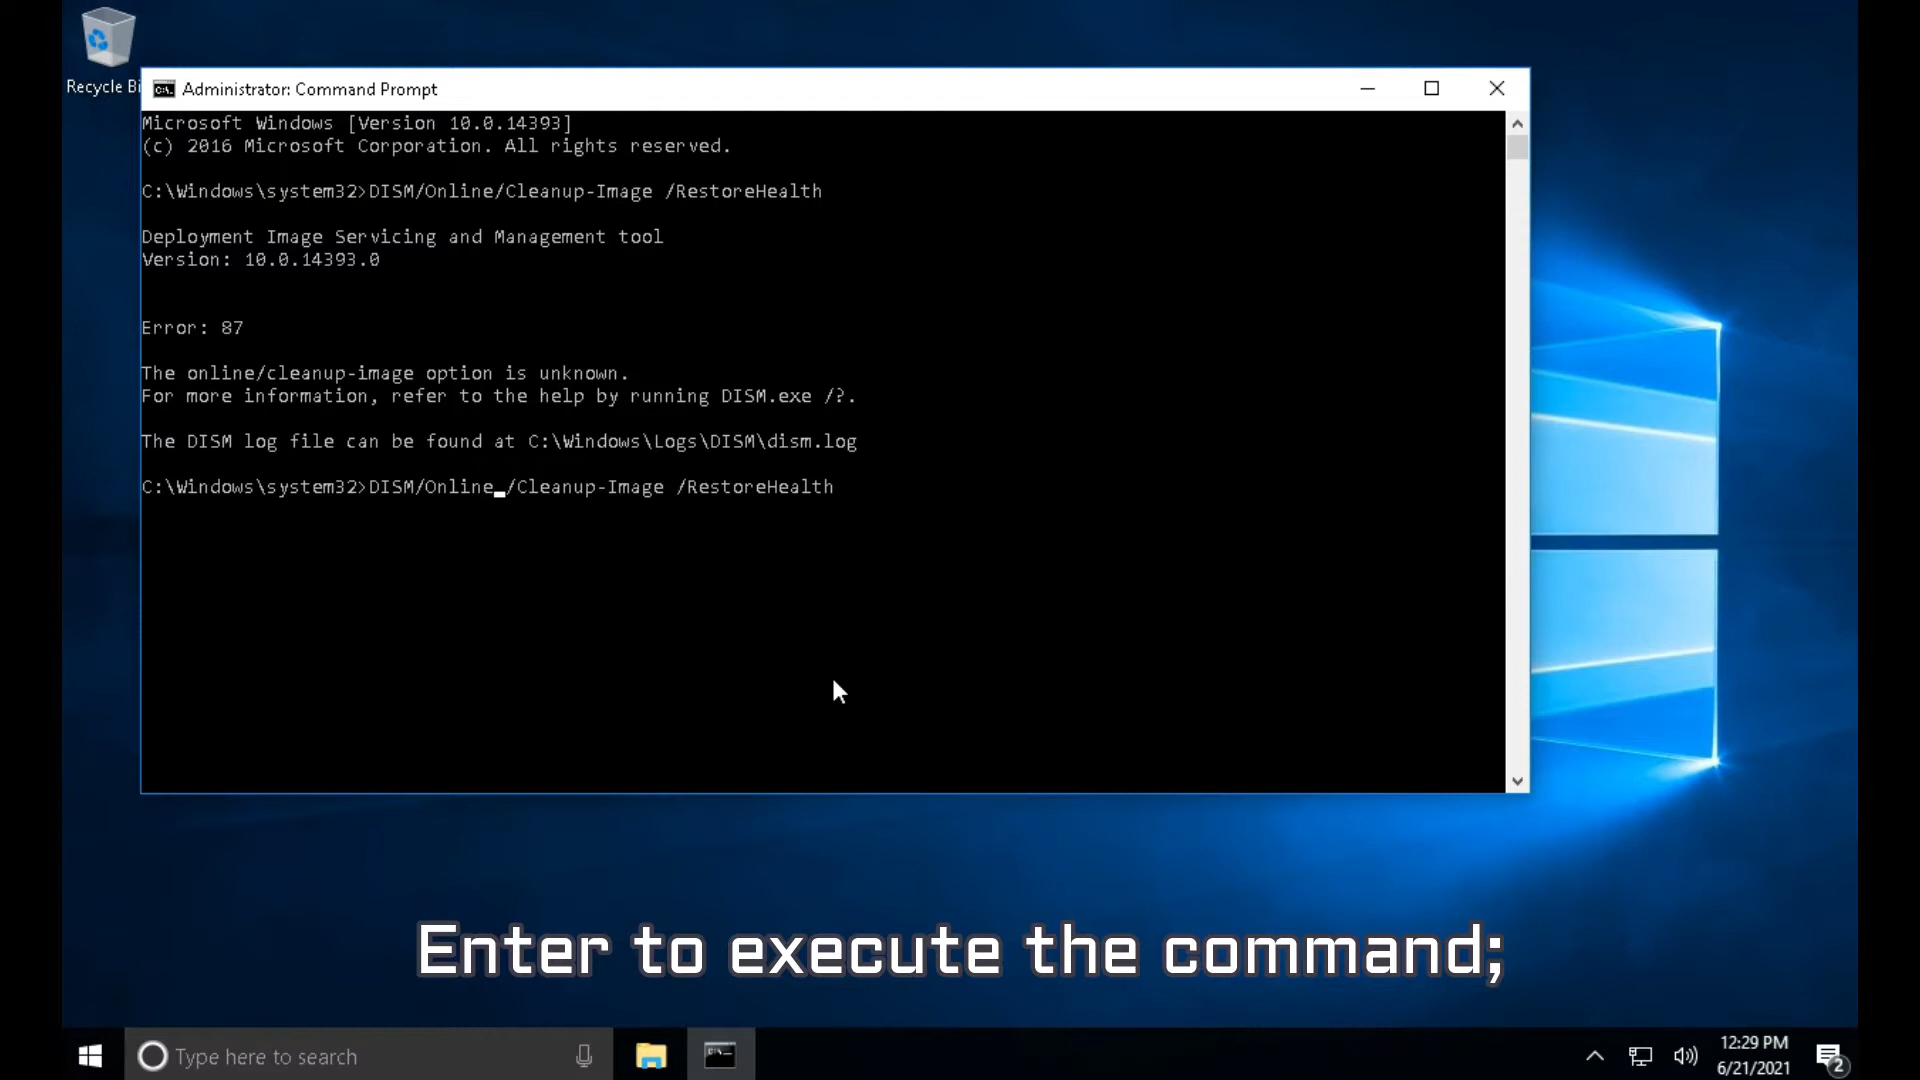 Recycle Bi
Administrator: Command Prompt
Microsoft Windows [Version 10.0.14393]
(c) 2016 Microsoft Corporation. All rights reserved.
C:\Windows\system32>DISM/Online/Cleanup-Image /RestoreHealth
Deployment Image Servicing and Management tool
Version: 10.0.14393.0
Error: 87
The online/cleanup-image option is unknown.
For more information, refer to the help by running DISM.exe /?.
The DISM log file can be found at C:\Windows\Logs\DISM\dism.log
C:\Windows\system32>DISM/Online /Cleanup-Image /RestoreHealth
Enter to execute the command;
Type here to search
12:29 PM
6/21/2021
2